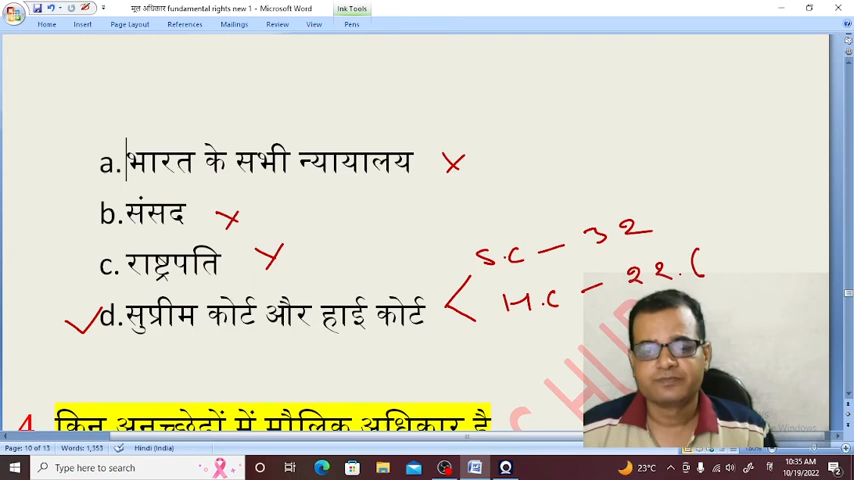 मूल अधिकार fundamental rights new 1 - Microsoft Word
Ink Tools
Home Insert Page Layout References Mailings Review View Pens
a. भारत के सभी न्यायालय ×
b. संसद ×
c. राष्ट्रपति
d. सुप्रीम कोर्ट और हाई कोर्ट
S.C - 32
H.C - 22.(
4. किन अनुच्छेदों में मौलिक अधिकार है
Page: 10 of 13 Words: 1,353 Hindi (India)
Type here to search
23°C
10:35 AM
10/19/2022